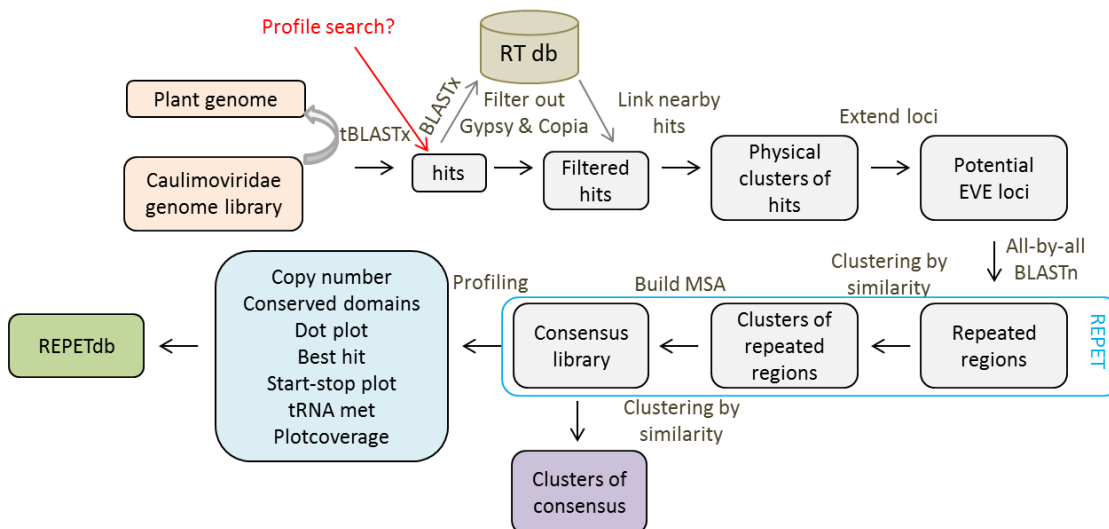 Profile search?
RT db
Plant genome
BLASTx
Filter out
Gypsy & Copia
Link nearby
hits
Extend loci
tBLASTx
Caulimoviridae
genome library
hits
Filtered
hits
Physical
clusters of
hits
Potential
EVE loci
All-by-all
BLASTn
Clustering by
similarity
Build MSA
Profiling
REPET
Repeated
regions
Clusters of
repeated
regions
Consensus
library
Copy number
Conserved domains
Dot plot
Best hit
Start-stop plot
tRNA met
Plotcoverage
REPETdb
Clustering by
similarity
Clusters of
consensus